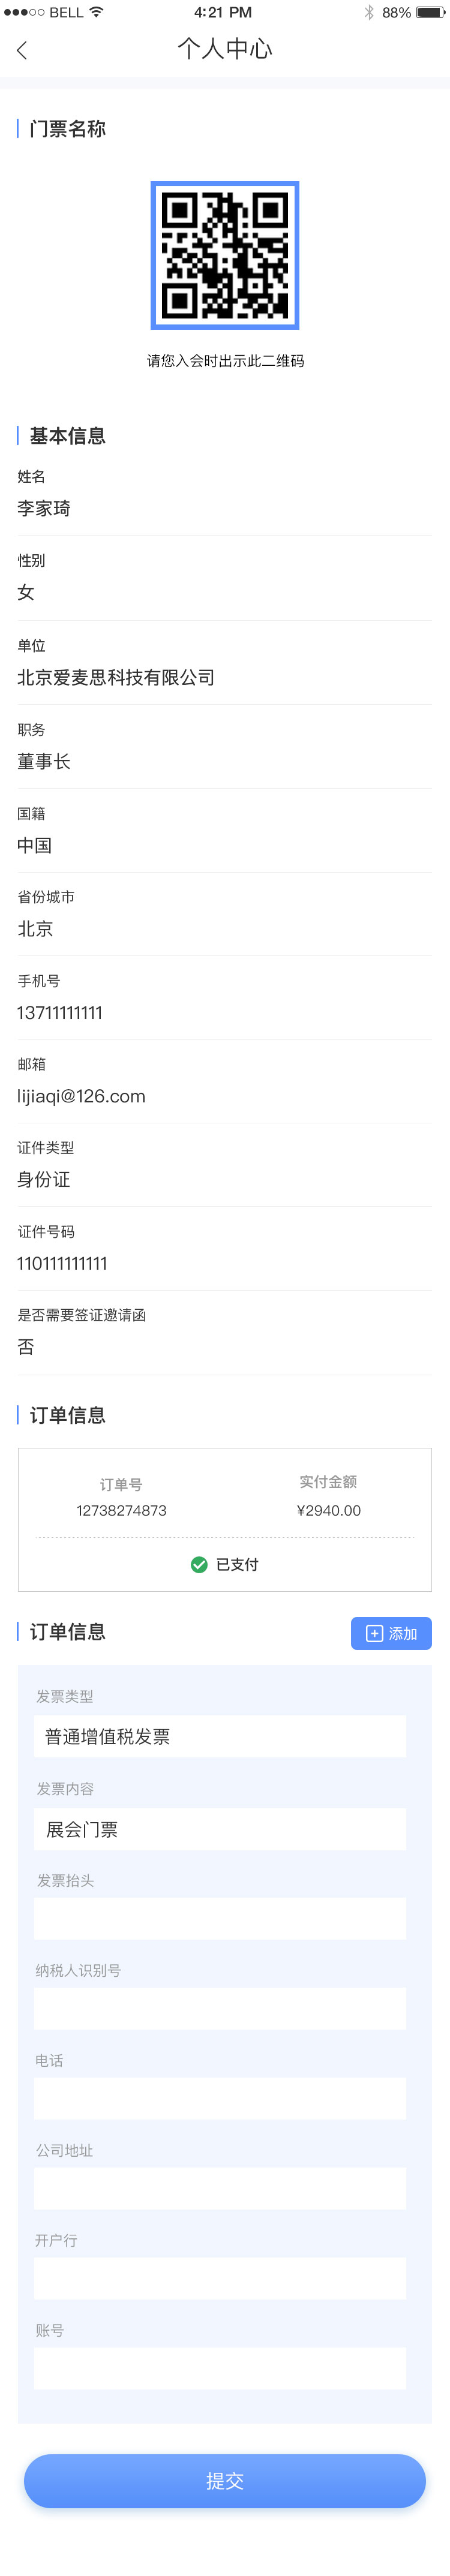 BELL 4:21 PM 88%
个人中心
门票名称
请您入会时出示此二维码
基本信息
姓名
李家琦
性别
女
单位
北京爱麦思科技有限公司
职务
董事长
国籍
中国
省份城市
北京
手机号
13711111111
邮箱
lijiaqi@126.com
证件类型
身份证
证件号码
110111111111
是否需要签证邀请函
否
订单信息
订单号 实付金额
12738274873 ¥2940.00
已支付
订单信息 添加
发票类型
普通增值税发票
发票内容
展会门票
发票抬头
纳税人识别号
电话
公司地址
开户行
账号
提交